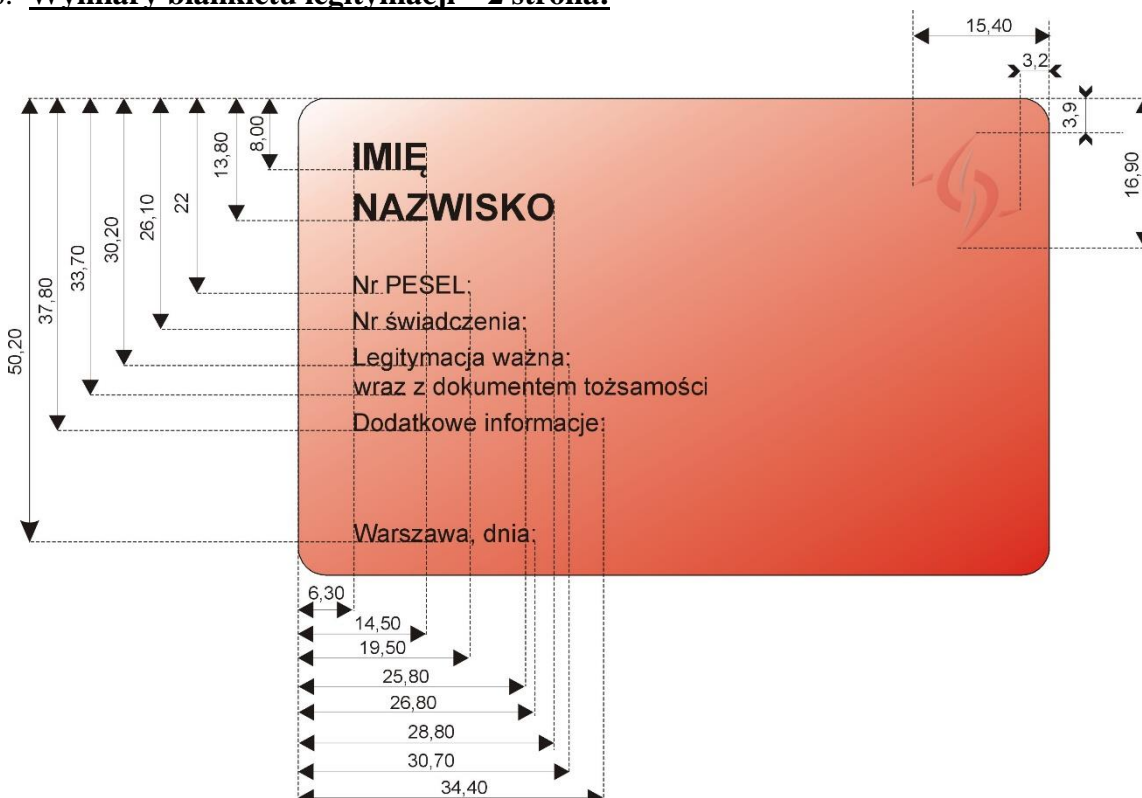 Wymiary blankietu legitymacji – 2 strona:
15,40
3,2
3,9
16,90
8,00
13,80
22
26,10
30,20
33,70
37,80
50,20
IMIĘ
NAZWISKO
Nr PESEL:
Nr świadczenia:
Legitymacja ważna:
wraz z dokumentem tożsamości
Dodatkowe informacje:
Warszawa, dnia:
6,30
14,50
19,50
25,80
26,80
28,80
30,70
34,40